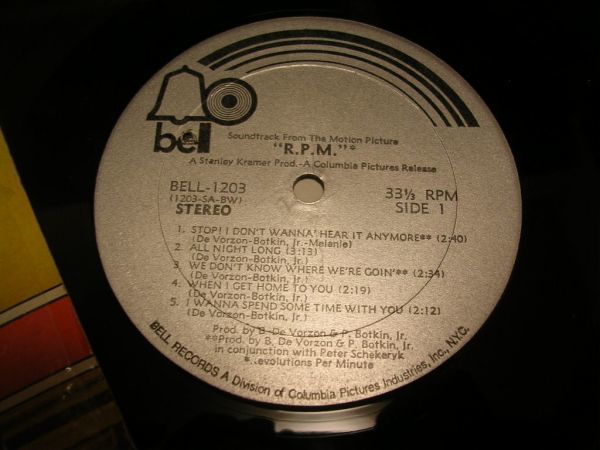 bell
Soundtrack From The Motion Picture
"R.P.M."*
A Stanley Kramer Prod.-A Columbia Pictures Release
BELL-1203
(1203-SA-BW)
STEREO
33⅓ RPM
SIDE 1
1. STOP! I DON'T WANNA' HEAR IT ANYMORE** (2:40)
(De Vorzon-Botkin, Jr.-Melanie)
2. ALL NIGHT LONG (3:13)
(De Vorzon-Botkin, Jr.)
3. WE DON'T KNOW WHERE WE'RE GOIN'** (2:34)
(De Vorzon-Botkin, Jr.)
4. WHEN I GET HOME TO YOU (2:19)
(De Vorzon-Botkin, Jr.)
5. I WANNA SPEND SOME TIME WITH YOU (2:12)
(De Vorzon-Botkin, Jr.)
Prod. by B. De Vorzon & P. Botkin, Jr.
**Prod. by B. De Vorzon & P. Botkin, Jr.
in conjunction with Peter Schekeryk
*..evolutions Per Minute
BELL RECORDS A Division of Columbia Pictures Industries, Inc., N.Y.C.